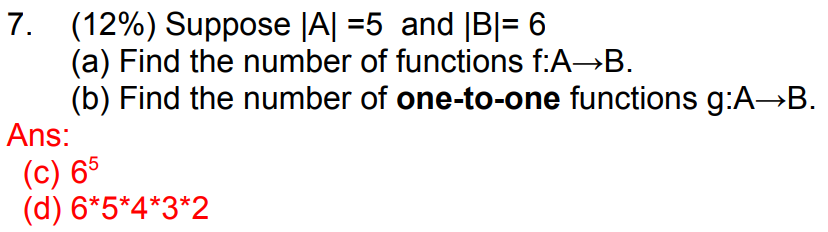 7. (12%) Suppose |A| =5 and |B|= 6
(a) Find the number of functions f:A→B.
(b) Find the number of one-to-one functions g:A→B.
Ans:
(c) 6⁵
(d) 6*5*4*3*2